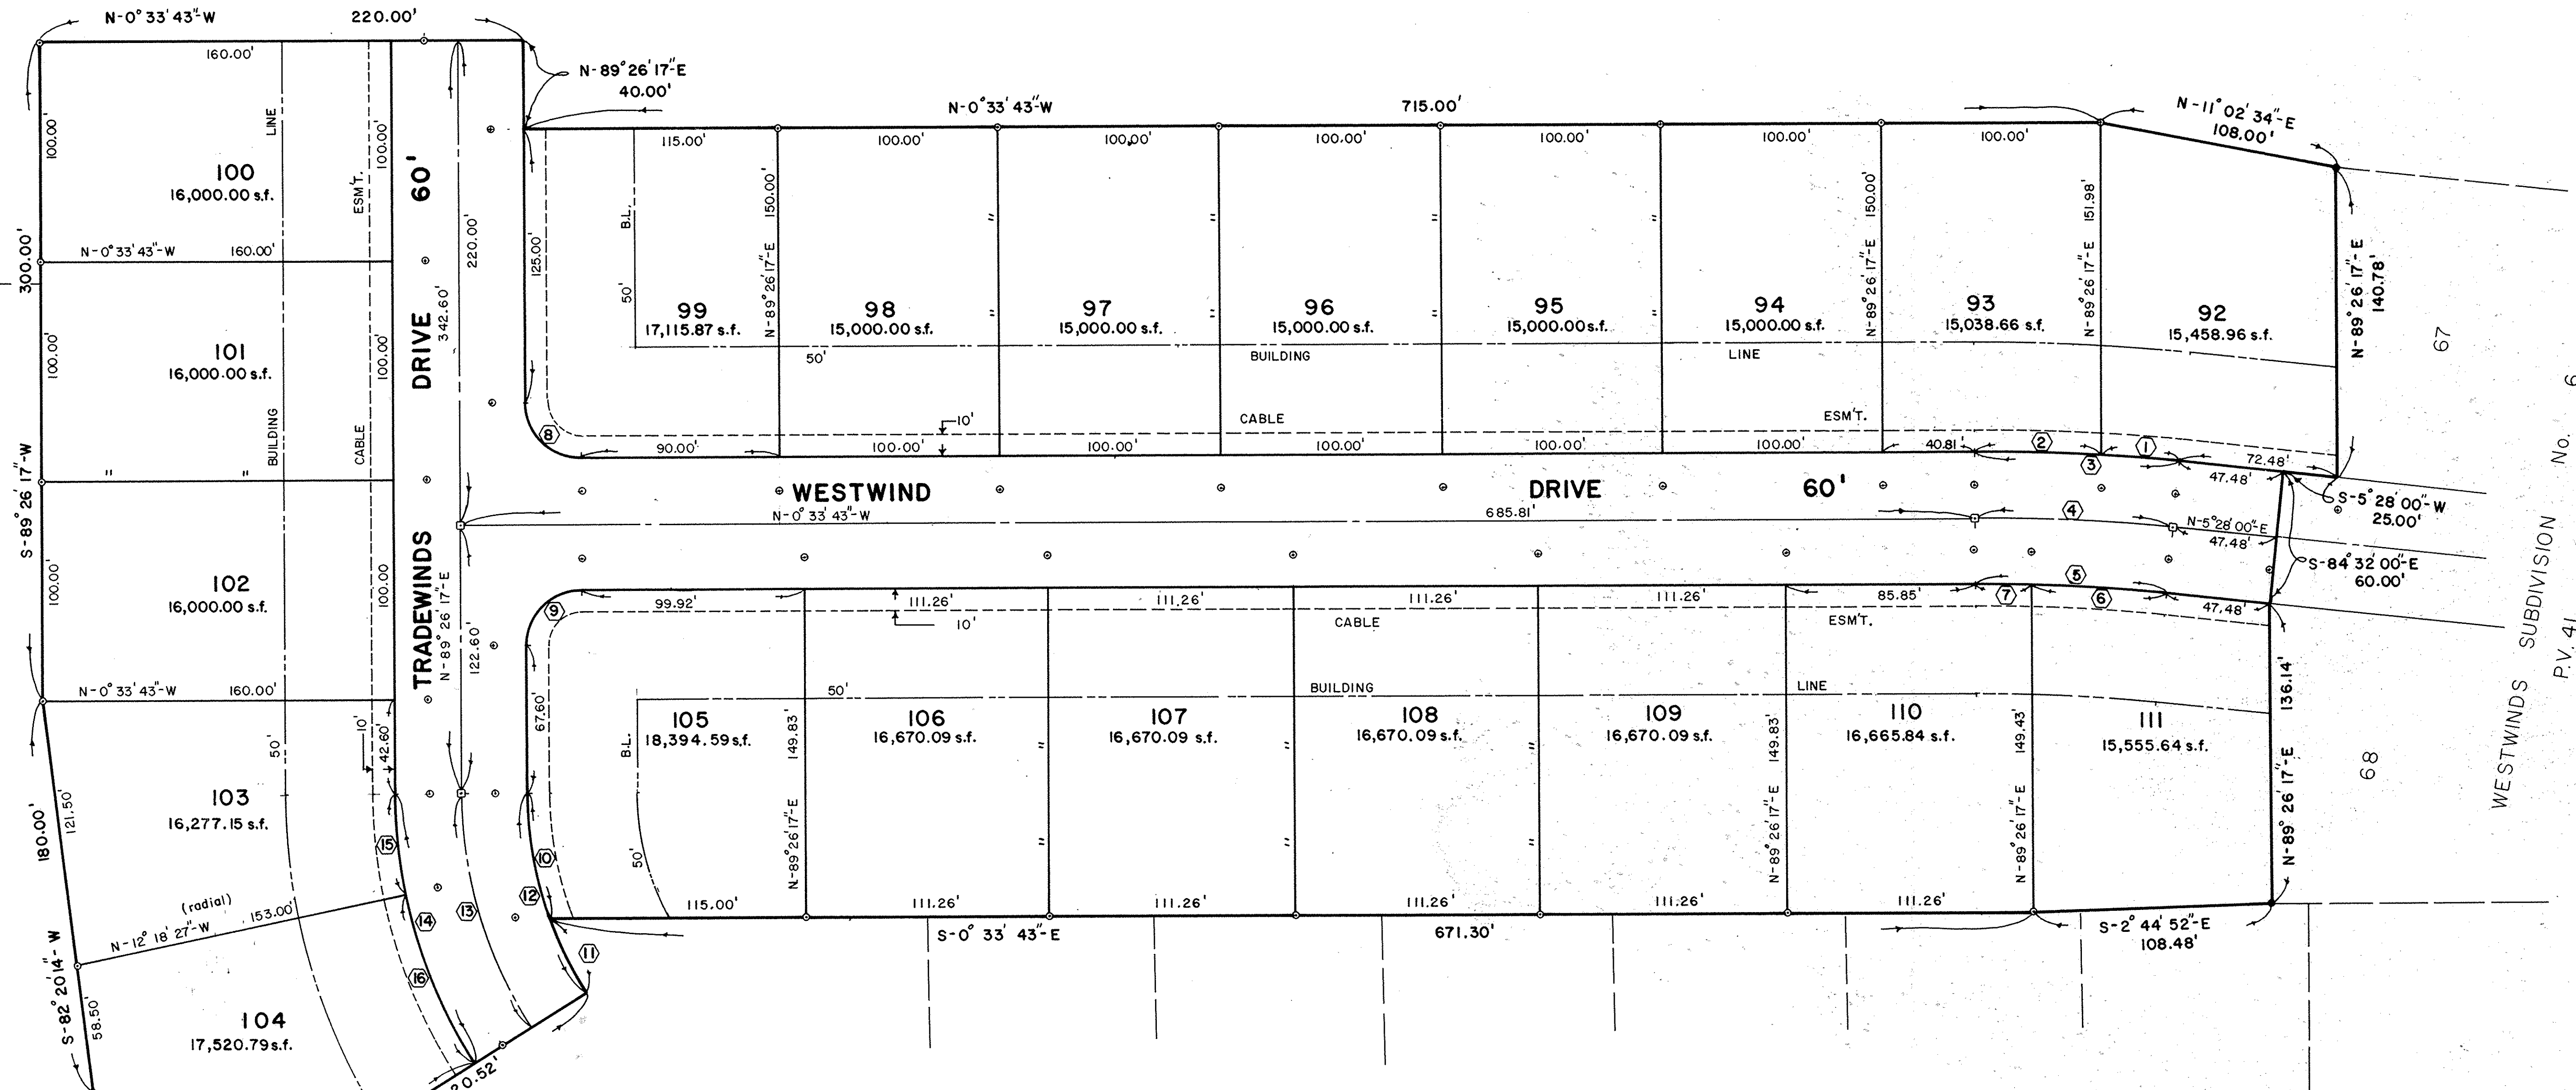 N-0°33'43"-W 220.00'
N-89°26'17"-E
40.00'
N-0°33'43"-W 715.00'
N-11°02'34"-E
108.00'
160.00'
100.00'
LINE
ESM'T.
100.00'
60'
100
16,000.00 s.f.
N-0°33'43"-W 160.00'
300.00'
S-89°26'17"-W
220.00'
342.60'
125.00'
DRIVE
101
16,000.00 s.f.
100.00'
100.00'
BUILDING
CABLE
" "
102
16,000.00 s.f.
100.00'
100.00
TRADEWINDS
N-89°26'17"-E
122.60'
N-0°33'43"-W 160.00'
10'
42.60'
50'
103
16,277.15 s.f.
180.00'
121.50'
S-82°20'14"-W
(radial)
N-12°18'27"-W 153.00'
58.50'
104
17,520.79 s.f.
15
14
16
13
12
10
11
20.52'
115.00'
100.00'
100.00'
100.00'
100.00'
100.00'
100.00'
B.L.
50'
N-89°26'17"-E 150.00'
"
"
"
"
"
"
"
"
N-89°26'17"-E 150.00'
N-89°26'17"-E 151.98'
N-89°26'17"-E
140.78'
99
17,115.87 s.f.
98
15,000.00 s.f.
97
15,000.00 s.f.
96
15,000.00 s.f.
95
15,000.00 s.f.
94
15,000.00 s.f.
93
15,038.66 s.f.
92
15,458.96 s.f.
50'
BUILDING
LINE
CABLE
ESM'T.
10'
8
90.00'
100.00'
100.00'
100.00'
100.00'
100.00'
40.81'
2
3
1
72.48'
47.48'
S-5°28'00"-W
25.00'
WESTWIND DRIVE 60'
N-0°33'43"-W
685.81'
4
N-5°28'00"-E
47.48'
S-84°32'00"-E
60.00'
9
99.92'
111.26'
111.26'
111.26'
111.26'
85.85'
7
5
6
47.48'
10'
CABLE
ESM'T.
67.60'
50'
BUILDING
LINE
B.L.
50'
105
18,394.59 s.f.
106
16,670.09 s.f.
107
16,670.09 s.f.
108
16,670.09 s.f.
109
16,670.09 s.f.
110
16,665.84 s.f.
111
15,555.64 s.f.
N-89°26'17"-E 149.83'
"
"
"
"
"
"
N-89°26'17"-E 149.83'
N-89°26'17"-E 149.43'
N-89°26'17"-E 136.14'
115.00'
111.26'
111.26'
111.26'
111.26'
111.26'
S-0°33'43"-E
671.30'
S-2°44'52"-E
108.48'
67
68
WESTWINDS SUBDIVISION No. 6
P.V. 41